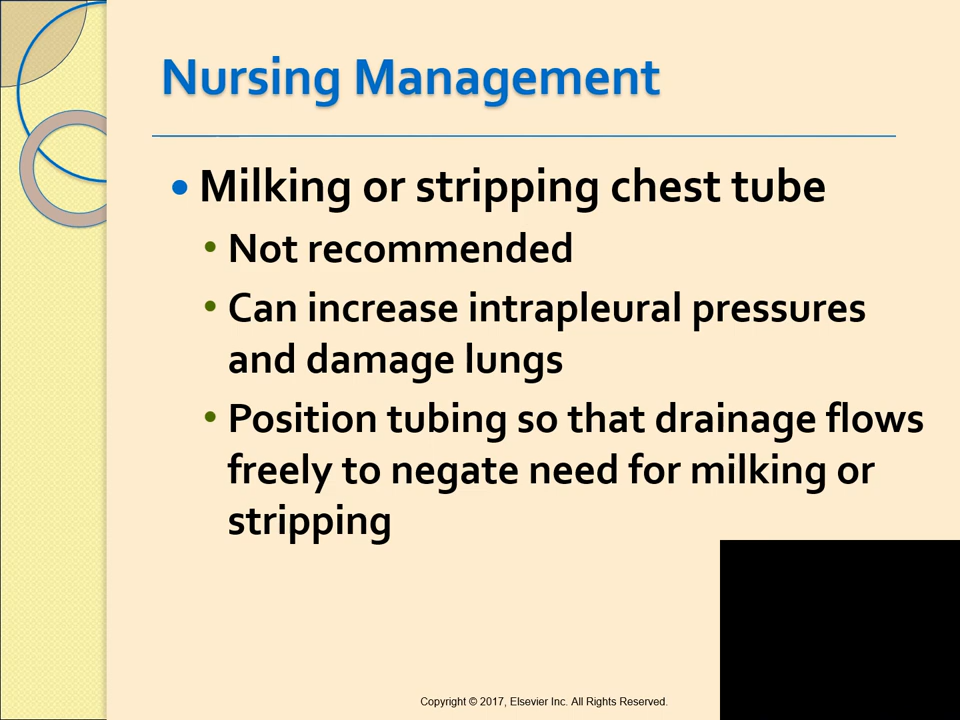 Nursing Management
• Milking or stripping chest tube
• Not recommended
• Can increase intrapleural pressures
and damage lungs
• Position tubing so that drainage flows
freely to negate need for milking or
stripping
Copyright © 2017, Elsevier Inc. All Rights Reserved.